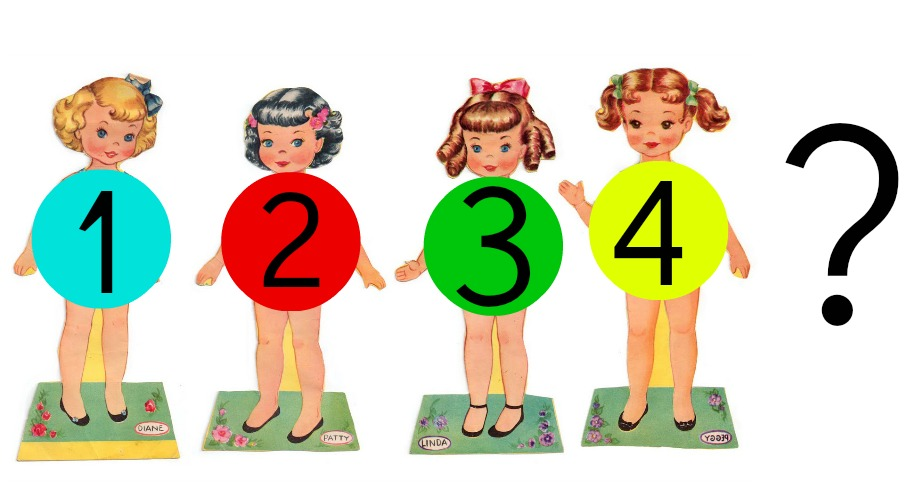 1 2 3 4 ?
DIANE PATTY LINDA PEGGY